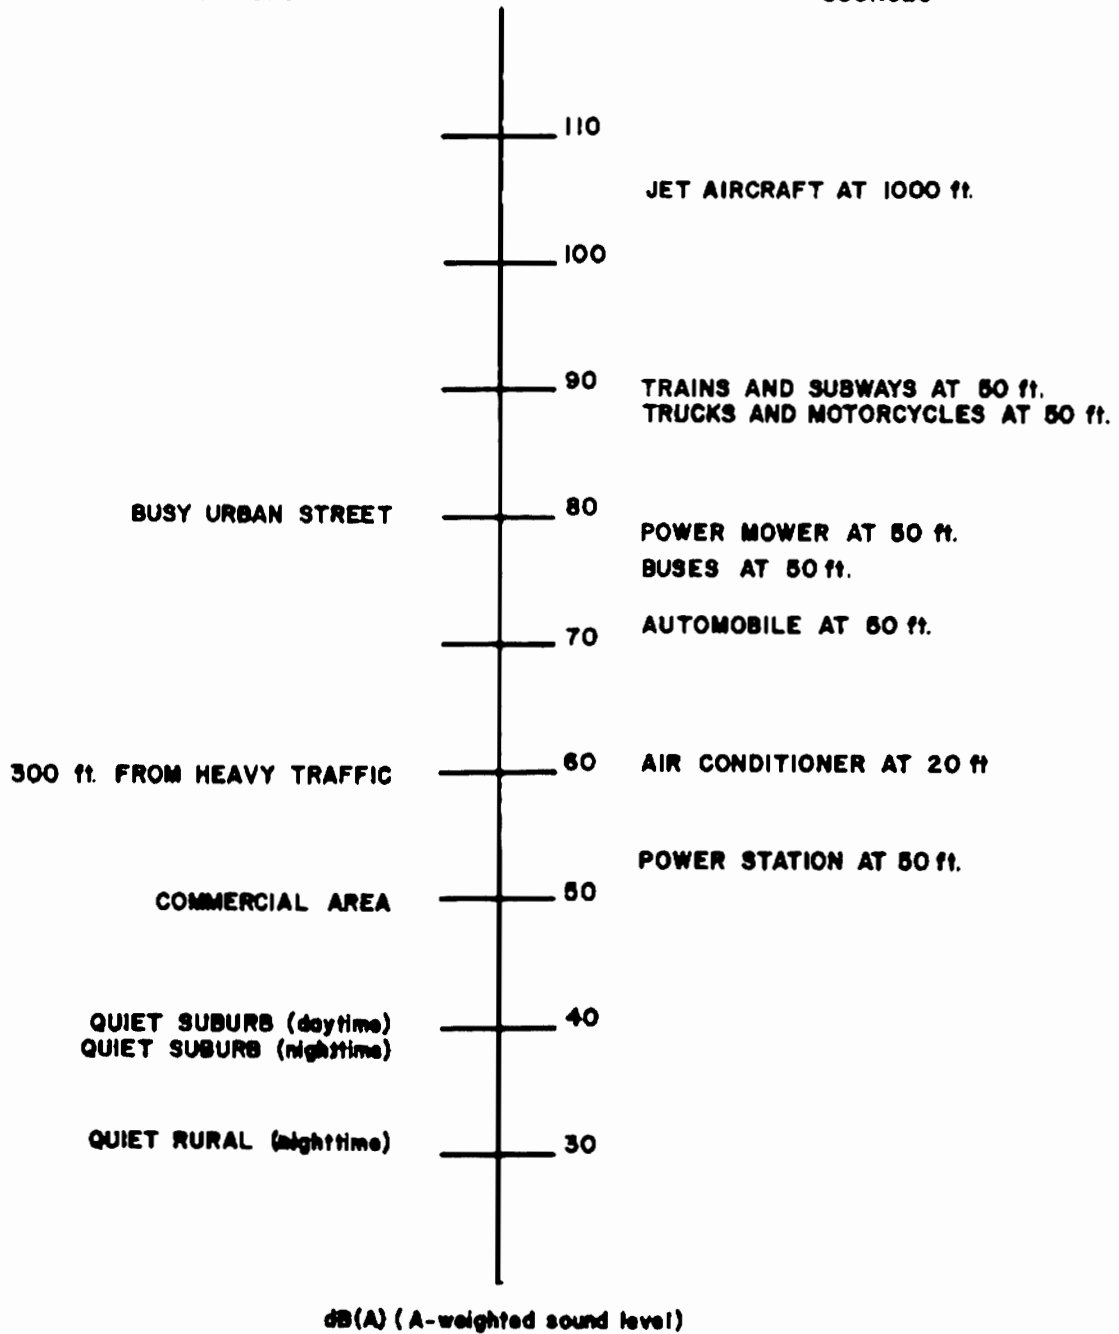 110
JET AIRCRAFT AT 1000 ft.
100
90
TRAINS AND SUBWAYS AT 50 ft.
TRUCKS AND MOTORCYCLES AT 50 ft.
BUSY URBAN STREET
80
POWER MOWER AT 50 ft.
BUSES AT 50 ft.
70
AUTOMOBILE AT 50 ft.
300 ft. FROM HEAVY TRAFFIC
60
AIR CONDITIONER AT 20 ft
POWER STATION AT 50 ft.
COMMERCIAL AREA
50
QUIET SUBURB (daytime)
40
QUIET SUBURB (nighttime)
QUIET RURAL (nighttime)
30
dB(A) (A-weighted sound level)